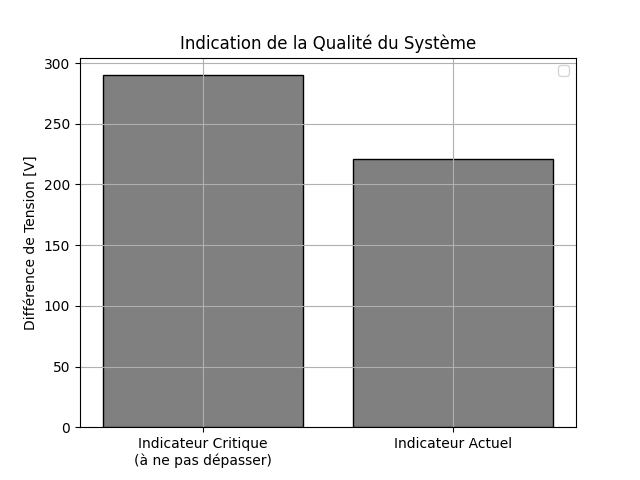 Indication de la Qualité du Système
Différence de Tension [V]
300
250
200
150
100
50
0
Indicateur Critique
(à ne pas dépasser)
Indicateur Actuel